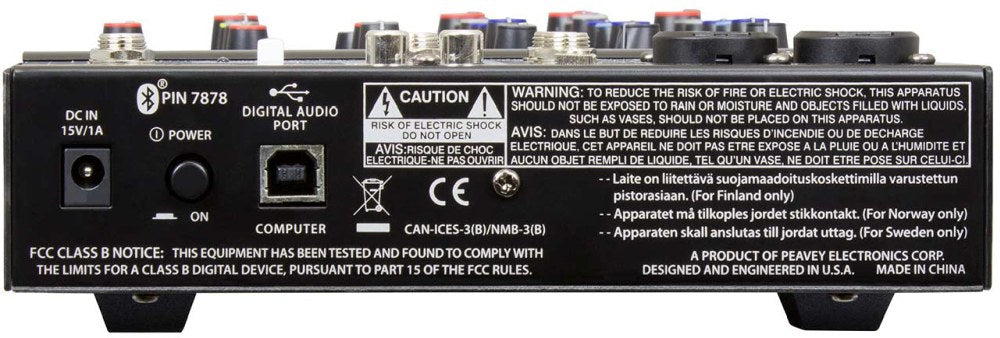 ® PIN 7878
DC IN
15V/1A
POWER
ON
DIGITAL AUDIO
PORT
COMPUTER
CAUTION
RISK OF ELECTRIC SHOCK
DO NOT OPEN
AVIS:RISQUE DE CHOC
ELECTRIQUE-NE PAS OUVRIR
WARNING: TO REDUCE THE RISK OF FIRE OR ELECTRIC SHOCK, THIS APPARATUS
SHOULD NOT BE EXPOSED TO RAIN OR MOISTURE AND OBJECTS FILLED WITH LIQUIDS.
SUCH AS VASES, SHOULD NOT BE PLACED ON THIS APPARATUS.
AVIS: DANS LE BUT DE REDUIRE LES RISQUES D'INCENDIE OU DE DECHARGE
ELECTRIQUE, CET APPAREIL NE DOIT PAS ETRE EXPOSE A LA PLUIE OU A L'HUMIDITE ET
AUCUN OBJET REMPLI DE LIQUIDE, TEL QU'UN VASE, NE DOIT ETRE POSE SUR CELUI-CI
CE
CAN-ICES-3(B)/NMB-3(B)
-- Laite on liitettävä suojamaadoituskoskettimilla varustettun
pistorasiaan. (For Finland only)
-- Apparatet må tilkoples jordet stikkontakt. (For Norway only)
-- Apparaten skall anslutas till jordat uttag. (For Sweden only)
FCC CLASS B NOTICE: THIS EQUIPMENT HAS BEEN TESTED AND FOUND TO COMPLY WITH
THE LIMITS FOR A CLASS B DIGITAL DEVICE, PURSUANT TO PART 15 OF THE FCC RULES.
A PRODUCT OF PEAVEY ELECTRONICS CORP.
DESIGNED AND ENGINEERED IN U.S.A. MADE IN CHINA